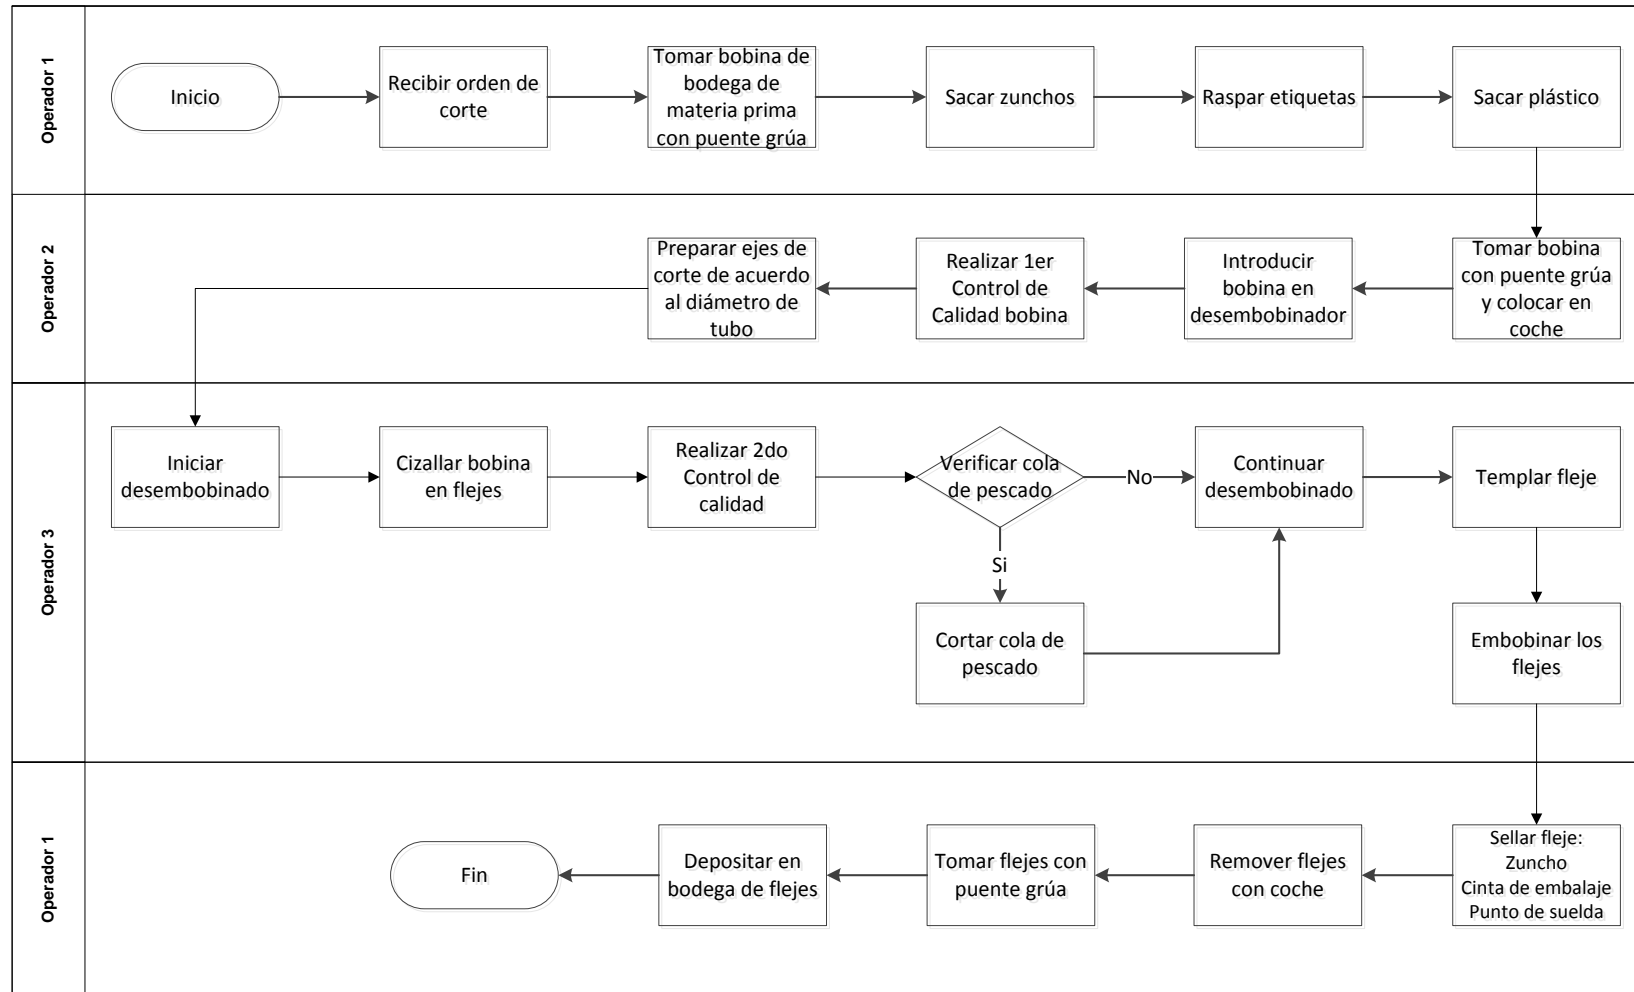 Operador 1
Inicio
Recibir orden de
corte
Tomar bobina de
bodega de
materia prima
con puente grúa
Sacar zunchos
Raspar etiquetas
Sacar plástico
Operador 2
Preparar ejes de
corte de acuerdo
al diámetro de
tubo
Realizar 1er
Control de
Calidad bobina
Introducir
bobina en
desembobinador
Tomar bobina
con puente grúa
y colocar en
coche
Operador 3
Iniciar
desembobinado
Cizallar bobina
en flejes
Realizar 2do
Control de
calidad
Verificar cola
de pescado
No
Continuar
desembobinado
Templar fleje
Si
Cortar cola de
pescado
Embobinar los
flejes
Operador 1
Fin
Depositar en
bodega de flejes
Tomar flejes con
puente grúa
Remover flejes
con coche
Sellar fleje:
Zuncho
Cinta de embalaje
Punto de suelda